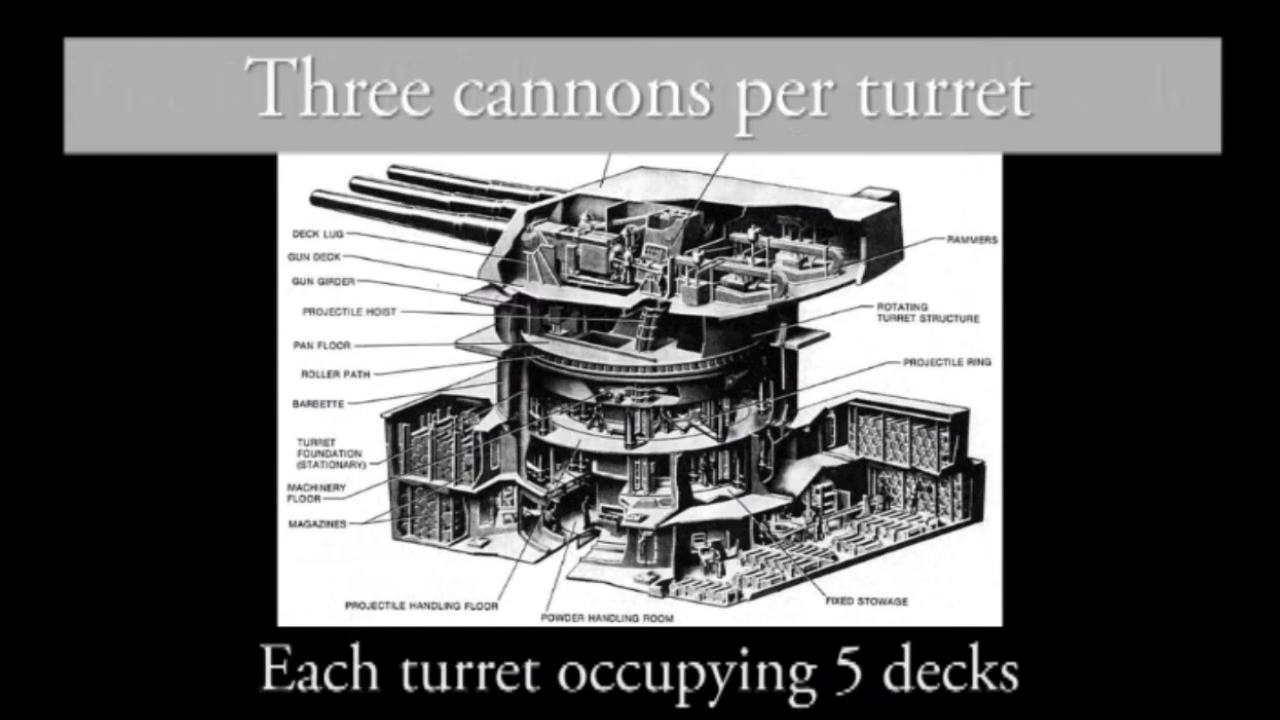 Three cannons per turret
DECK LUG
GUN DECK
GUN GIRDER
PROJECTILE HOIST
PAN FLOOR
ROLLER PATH
BARBETTE
TURRET
FOUNDATION
(STATIONARY)
MACHINERY
FLOOR
MAGAZINES
PROJECTILE HANDLING FLOOR
POWDER HANDLING ROOM
RAMMERS
ROTATING
TURRET STRUCTURE
PROJECTILE RING
FIXED STOWAGE
Each turret occupying 5 decks